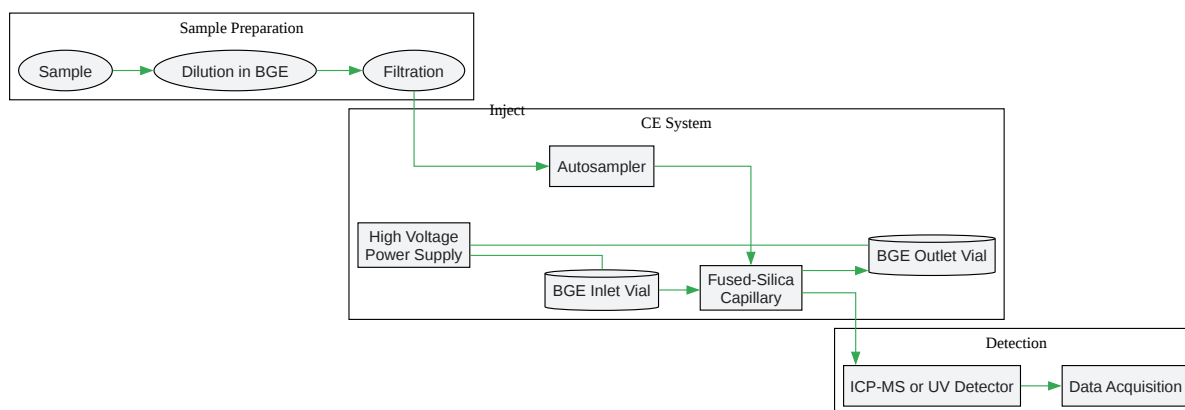 Sample Preparation
Sample
Dilution in BGE
Filtration
Inject
CE System
Autosampler
High Voltage
Power Supply
BGE Outlet Vial
BGE Inlet Vial
Fused-Silica
Capillary
Detection
ICP-MS or UV Detector
Data Acquisition